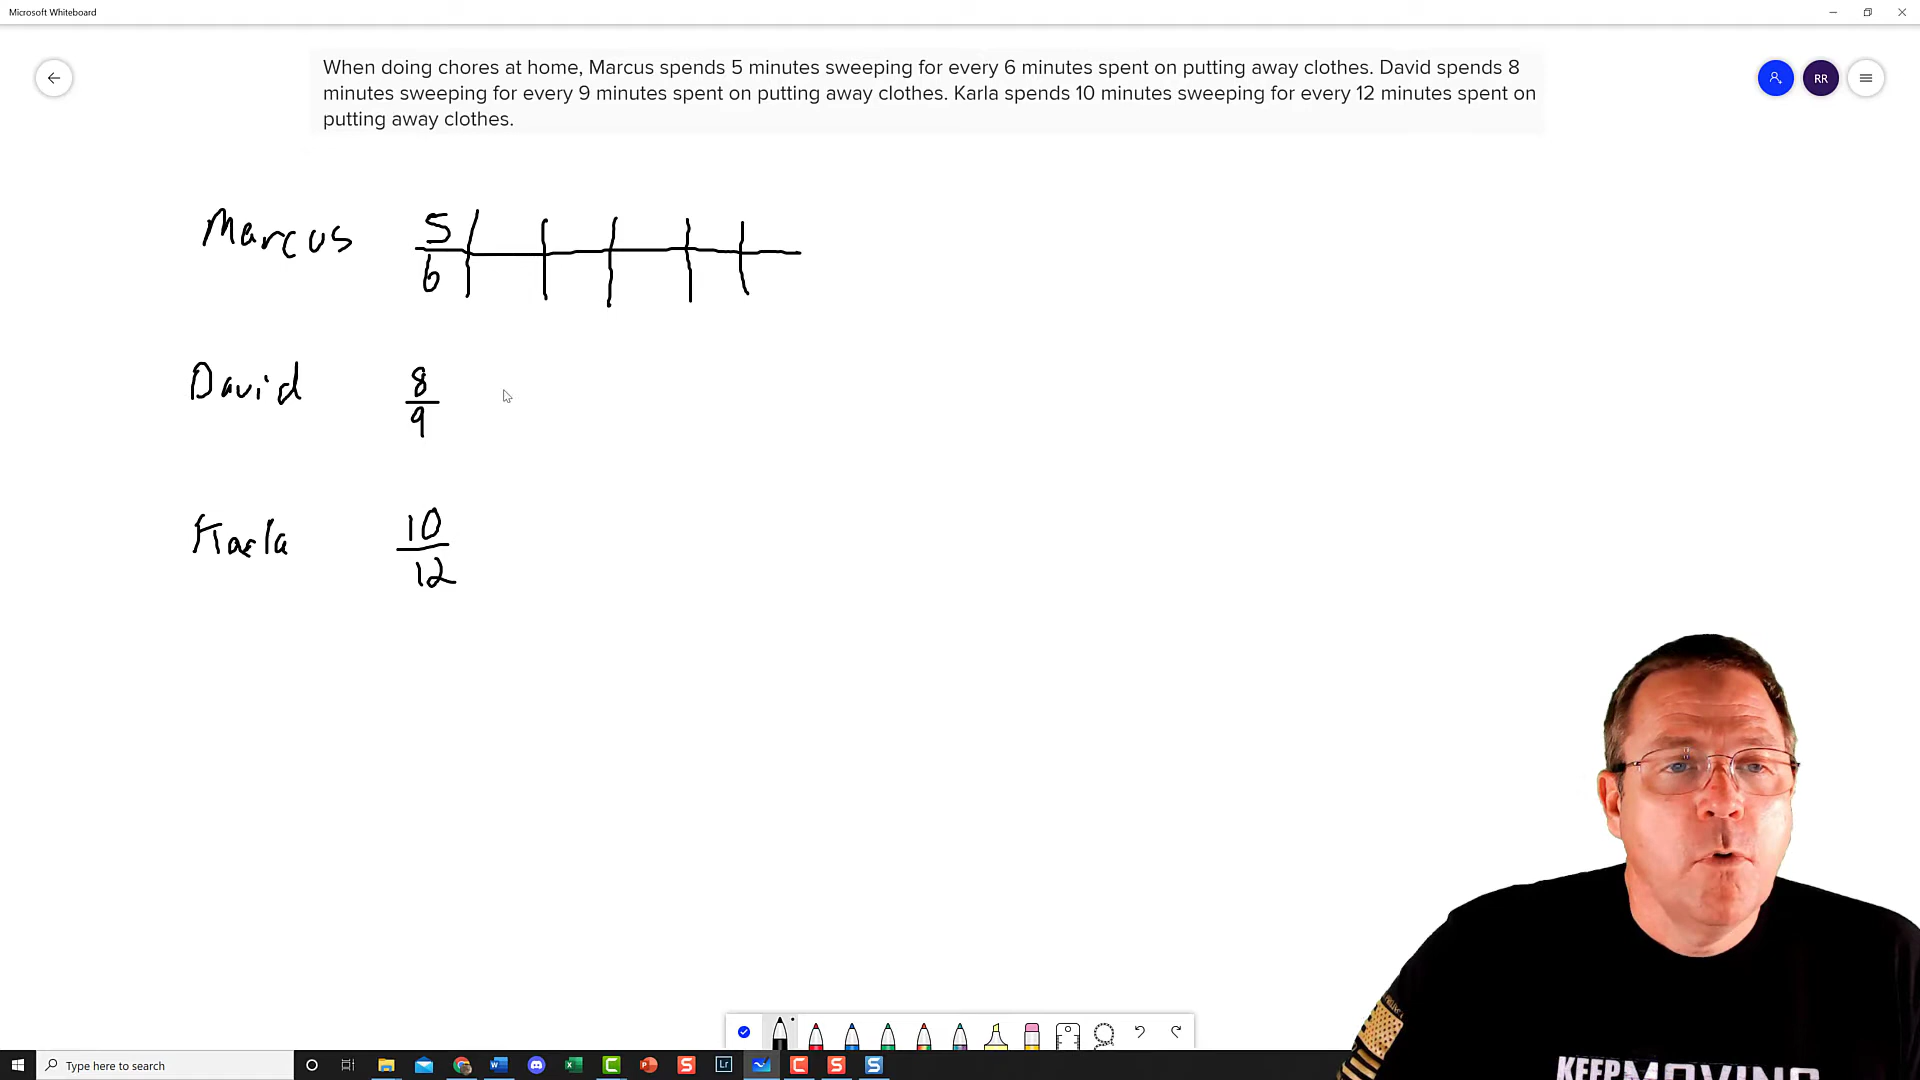 Microsoft Whiteboard
When doing chores at home, Marcus spends 5 minutes sweeping for every 6 minutes spent on putting away clothes. David spends 8
minutes sweeping for every 9 minutes spent on putting away clothes. Karla spends 10 minutes sweeping for every 12 minutes spent on
putting away clothes.
RR
Marcus 5
6
David 8
9
Karla 10
12
KEEP MOVING
Type here to search
Lr